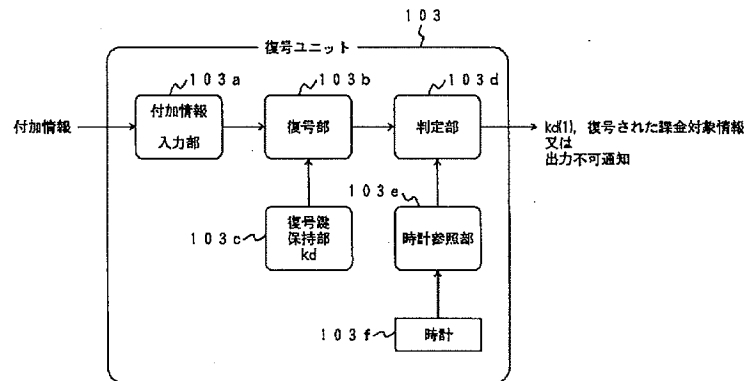 103
復号ユニット
103a
103b
103d
付加情報
付加情報
入力部
復号部
判定部
kd(1), 復号された課金対象情報
又は
出力不可通知
103c
復号鍵
保持部
kd
103e
時計参照部
103f
時計